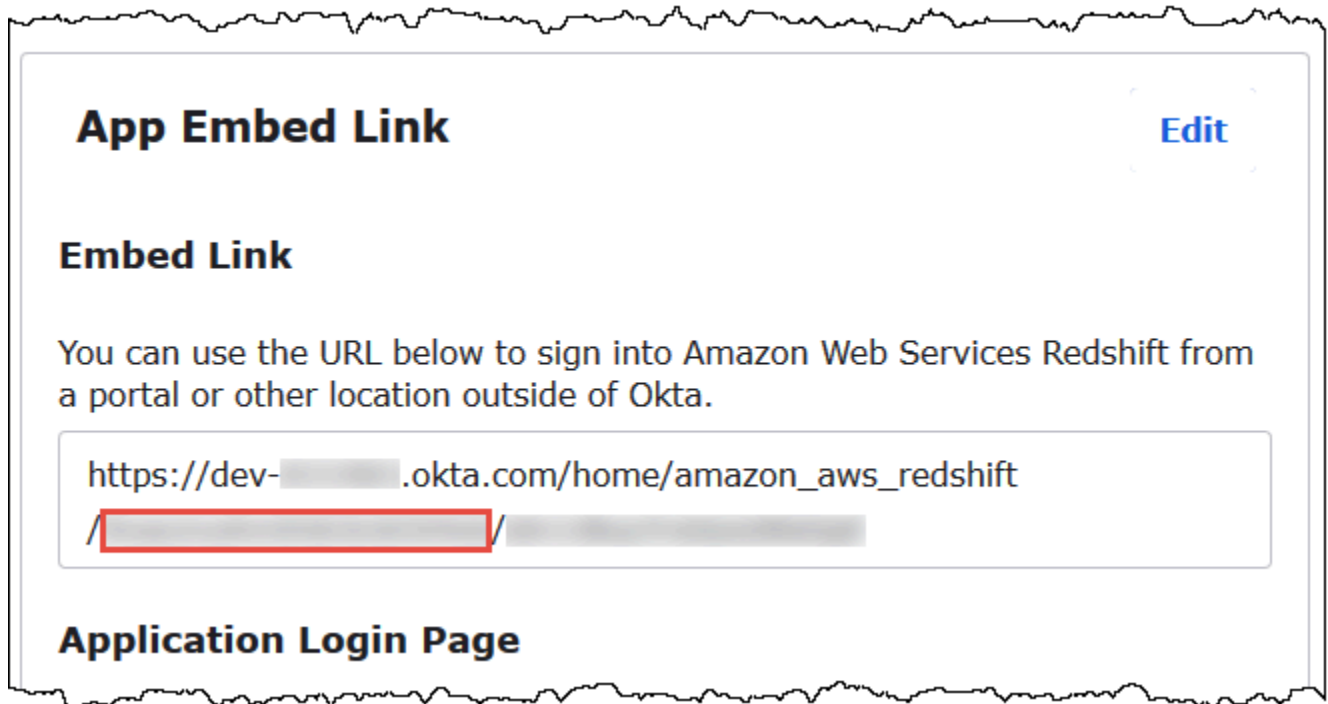 App Embed Link
Edit
Embed Link
You can use the URL below to sign into Amazon Web Services Redshift from
a portal or other location outside of Okta.
https://dev- .okta.com/home/amazon_aws_redshift
/ /
Application Login Page